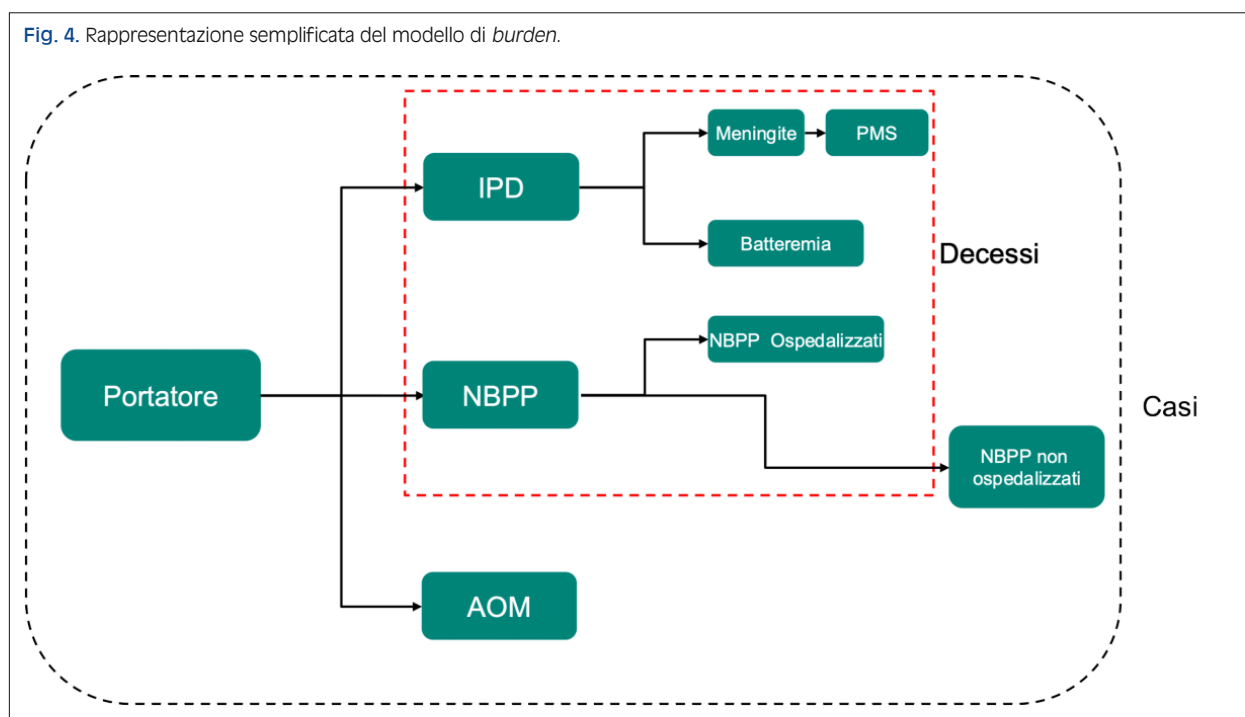 Fig. 4. Rappresentazione semplificata del modello di burden.
Meningite
PMS
IPD
Batteremia
Decessi
NBPP Ospedalizzati
Portatore
NBPP
Casi
NBPP non
ospedalizzati
AOM